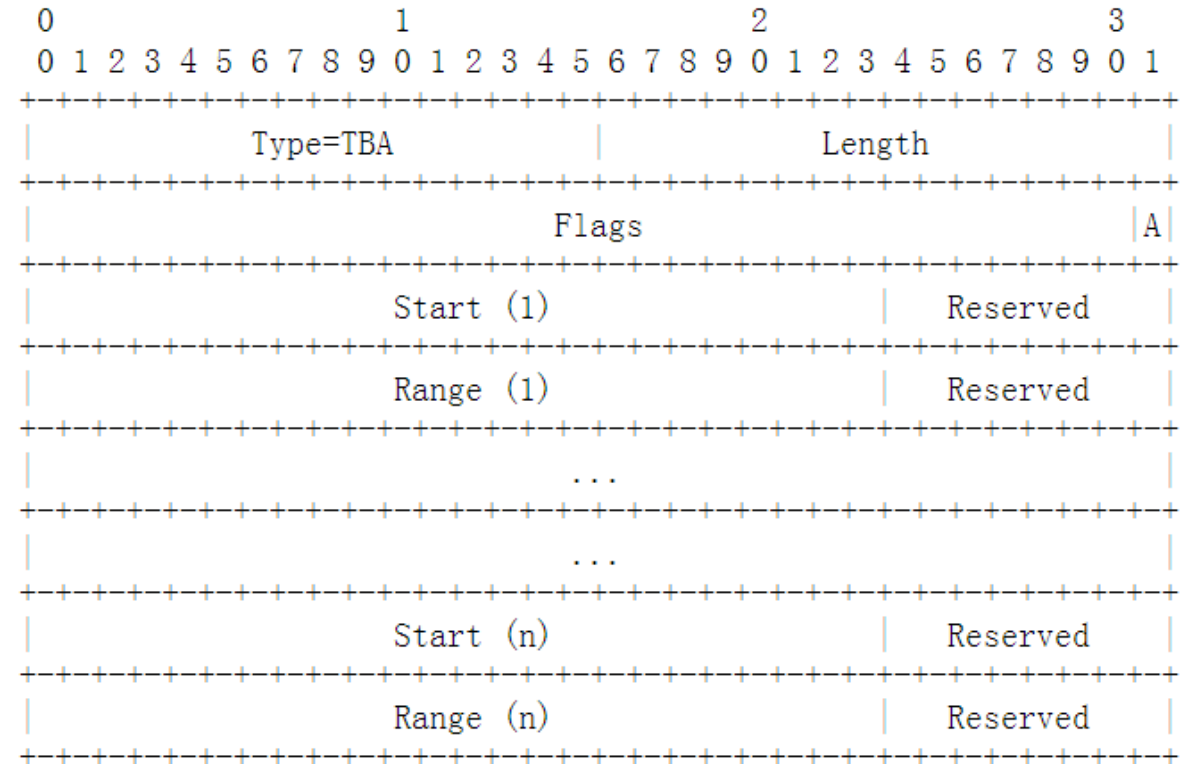 0 1 2 3
0 1 2 3 4 5 6 7 8 9 0 1 2 3 4 5 6 7 8 9 0 1 2 3 4 5 6 7 8 9 0 1
+-+-+-+-+-+-+-+-+-+-+-+-+-+-+-+-+-+-+-+-+-+-+-+-+-+-+-+-+-+-+-+-+
| Type=TBA | Length |
+-+-+-+-+-+-+-+-+-+-+-+-+-+-+-+-+-+-+-+-+-+-+-+-+-+-+-+-+-+-+-+-+
| Flags |A|
+-+-+-+-+-+-+-+-+-+-+-+-+-+-+-+-+-+-+-+-+-+-+-+-+-+-+-+-+-+-+-+-+
| Start (1) | Reserved |
+-+-+-+-+-+-+-+-+-+-+-+-+-+-+-+-+-+-+-+-+-+-+-+-+-+-+-+-+-+-+-+-+
| Range (1) | Reserved |
+-+-+-+-+-+-+-+-+-+-+-+-+-+-+-+-+-+-+-+-+-+-+-+-+-+-+-+-+-+-+-+-+
| ... |
+-+-+-+-+-+-+-+-+-+-+-+-+-+-+-+-+-+-+-+-+-+-+-+-+-+-+-+-+-+-+-+-+
| ... |
+-+-+-+-+-+-+-+-+-+-+-+-+-+-+-+-+-+-+-+-+-+-+-+-+-+-+-+-+-+-+-+-+
| Start (n) | Reserved |
+-+-+-+-+-+-+-+-+-+-+-+-+-+-+-+-+-+-+-+-+-+-+-+-+-+-+-+-+-+-+-+-+
| Range (n) | Reserved |
+-+-+-+-+-+-+-+-+-+-+-+-+-+-+-+-+-+-+-+-+-+-+-+-+-+-+-+-+-+-+-+-+